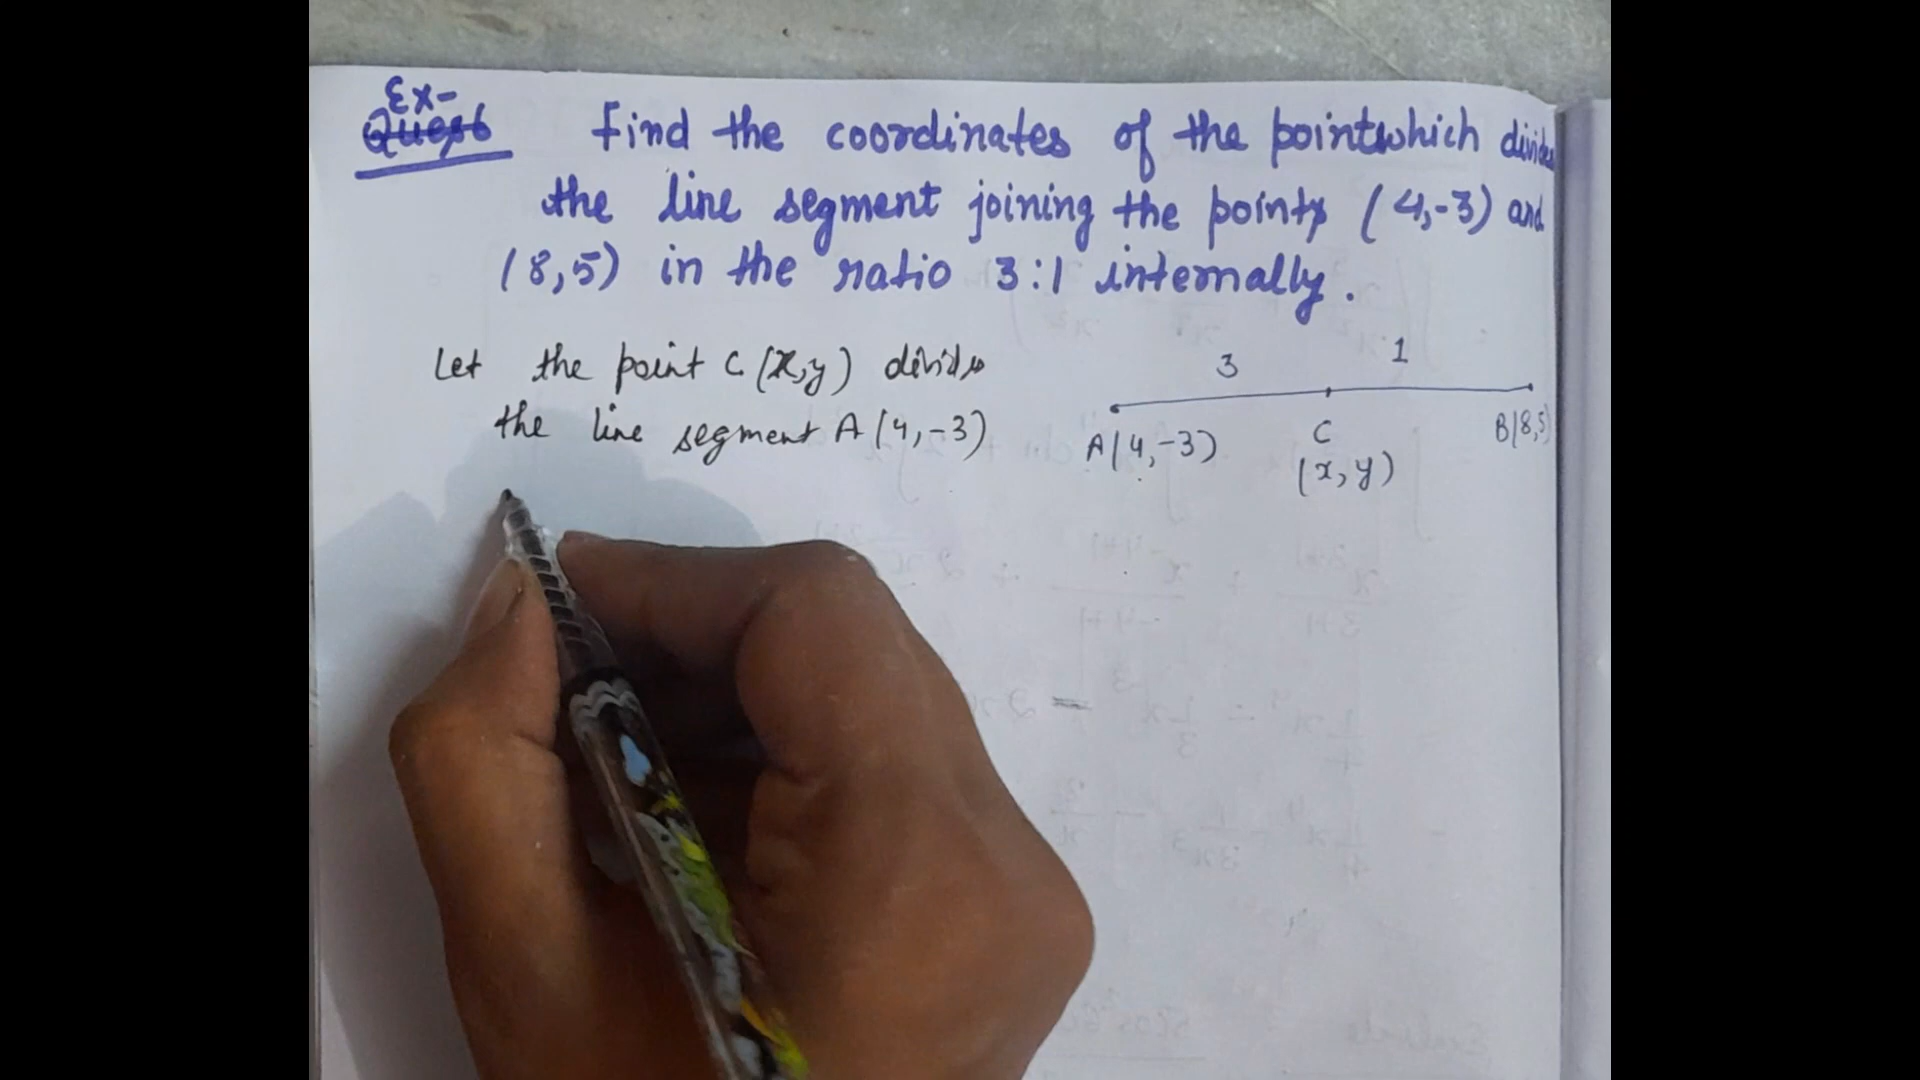 Ex-
Quest
Find the coordinates of the pointswhich divides
the line segment joining the points (4,-3) and
(8,5) in the ratio 3:1 internally.
Let the point C (x,y) divides
the line segment A (4,-3)
3 1
A(4,-3) C B(8,5)
(x,y)